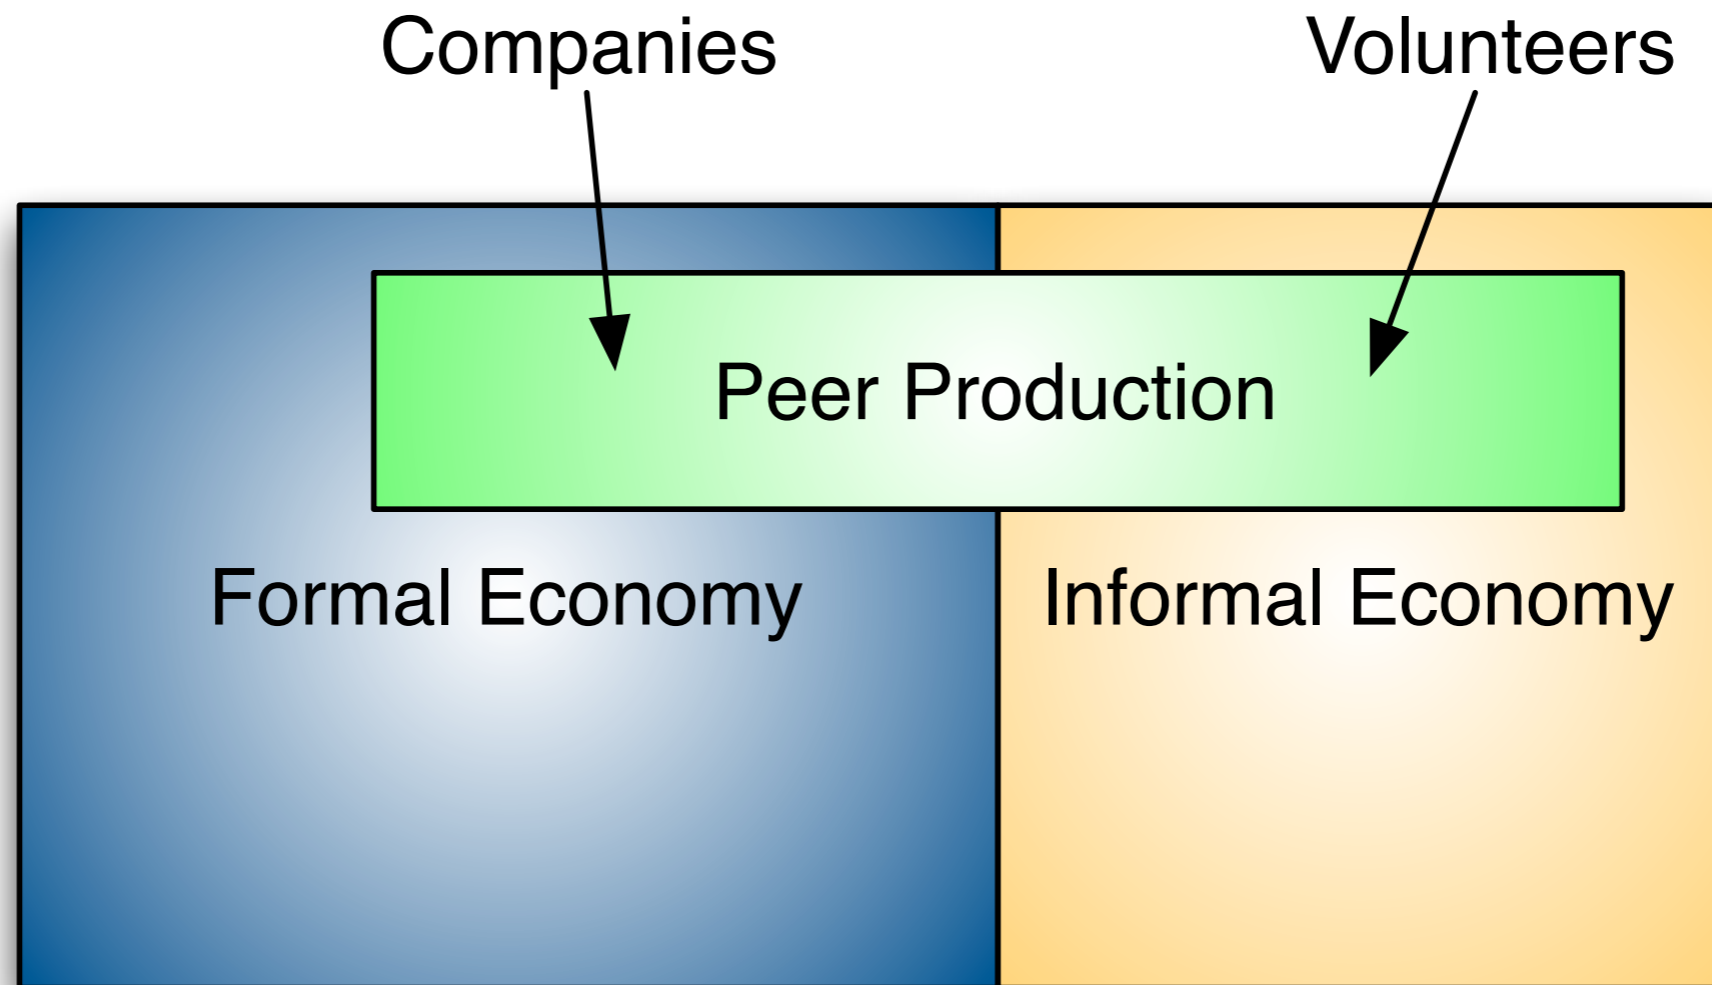 Companies
Volunteers
Peer Production
Formal Economy
Informal Economy